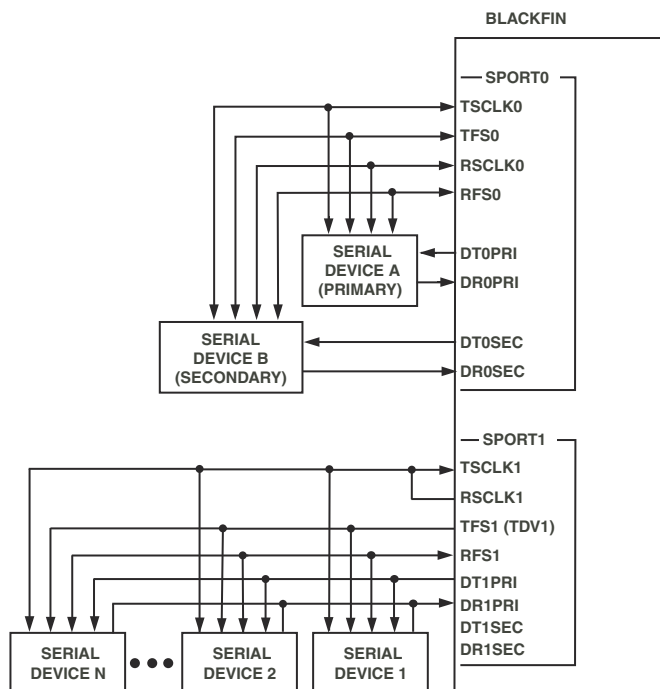 BLACKFIN
SPORT0
TSCLK0
TFS0
RSCLK0
RFS0
SERIAL
DEVICE A
(PRIMARY)
DT0PRI
DR0PRI
SERIAL
DEVICE B
(SECONDARY)
DT0SEC
DR0SEC
SPORT1
TSCLK1
RSCLK1
TFS1 (TDV1)
RFS1
DT1PRI
DR1PRI
DT1SEC
DR1SEC
SERIAL
DEVICE N
SERIAL
DEVICE 2
SERIAL
DEVICE 1